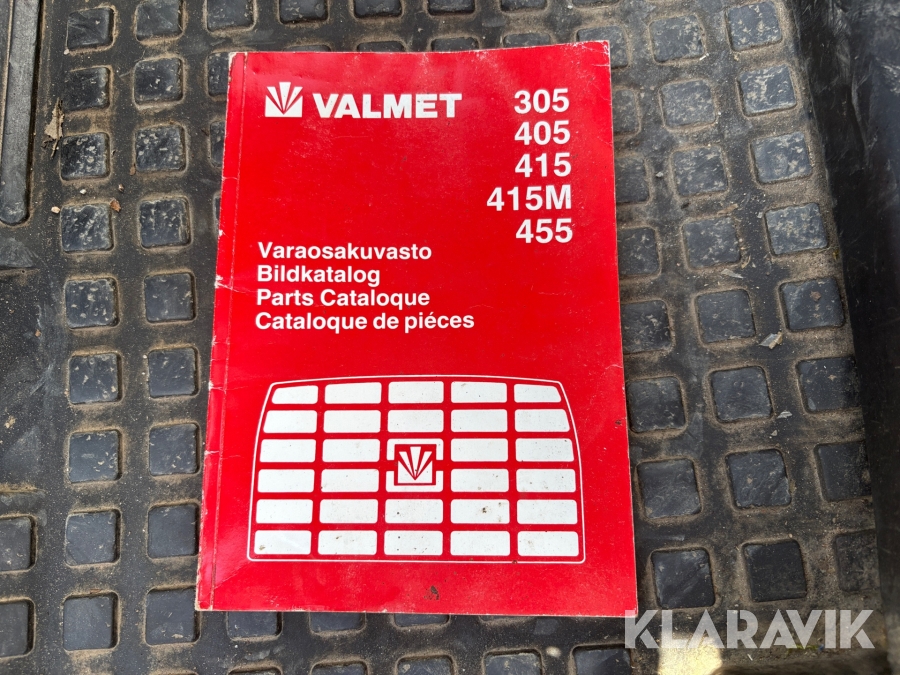 VALMET
305
405
415
415M
455
Varaosakuvasto
Bildkatalog
Parts Cataloque
Cataloque de piéces
KLARAVIK